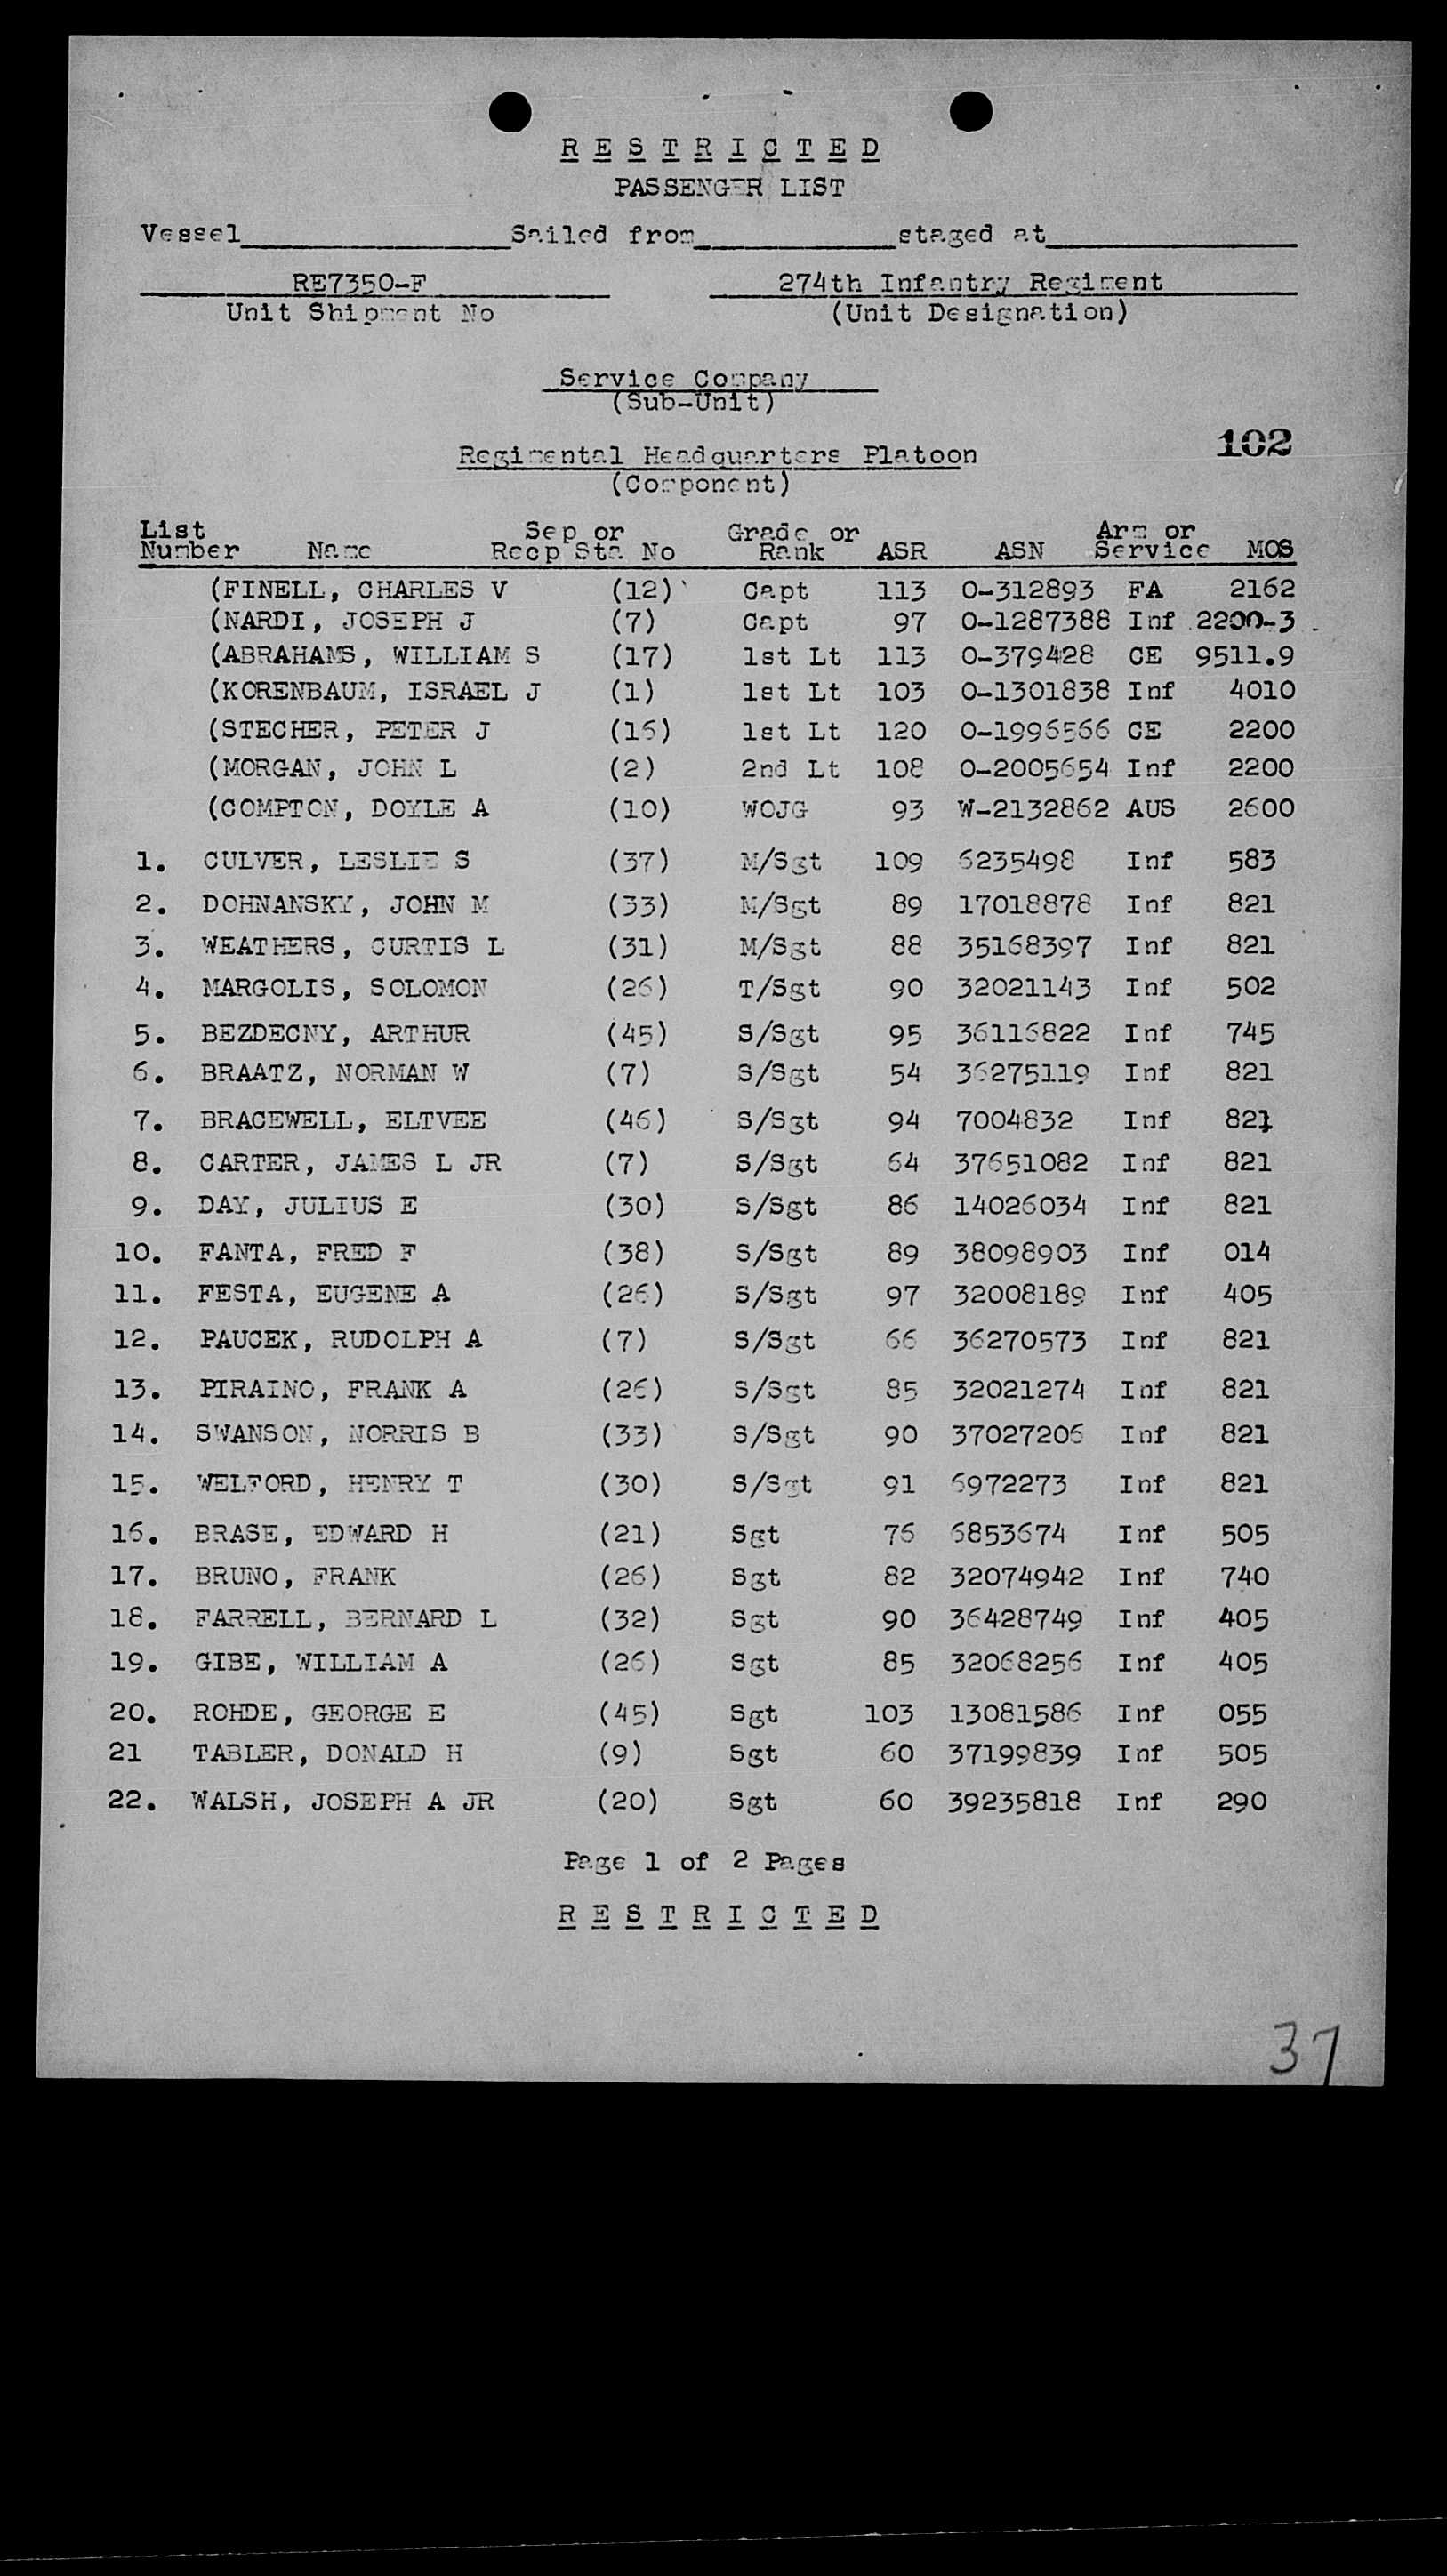 R E S T R I C T E D
PASSENGER LIST
Vessel Sailed from staged at
RE7350-F 274th Infantry Regiment
Unit Shipment No (Unit Designation)
Service Company
(Sub-Unit)
102
Regimental Headquarters Platoon
(Component)
List Sep or Grade or Arm or
Number Name Recp Sta No Rank ASR ASN Service MOS
(FINELL, CHARLES V (12) Capt 113 O-312893 FA 2162
(NARDI, JOSEPH J (7) Capt 97 O-1287388 Inf 2200-3
(ABRAHAMS, WILLIAM S (17) 1st Lt 113 O-379428 CE 9511.9
(KORENBAUM, ISRAEL J (1) 1st Lt 103 O-1301838 Inf 4010
(STECHER, PETER J (16) 1st Lt 120 O-1996566 CE 2200
(MORGAN, JOHN L (2) 2nd Lt 108 O-2005654 Inf 2200
(COMPTON, DOYLE A (10) WOJG 93 W-2132862 AUS 2600
1. CULVER, LESLIE S (37) M/Sgt 109 6235498 Inf 583
2. DOHNANSKY, JOHN M (33) M/Sgt 89 17018878 Inf 821
3. WEATHERS, CURTIS L (31) M/Sgt 88 35168397 Inf 821
4. MARGOLIS, SOLOMON (26) T/Sgt 90 32021143 Inf 502
5. BEZDECNY, ARTHUR (45) S/Sgt 95 36116822 Inf 745
6. BRAATZ, NORMAN W (7) S/Sgt 54 36275119 Inf 821
7. BRACEWELL, ELTVEE (46) S/Sgt 94 7004832 Inf 821
8. CARTER, JAMES L JR (7) S/Sgt 64 37651082 Inf 821
9. DAY, JULIUS E (30) S/Sgt 86 14026034 Inf 821
10. FANTA, FRED F (38) S/Sgt 89 38098903 Inf 014
11. FESTA, EUGENE A (26) S/Sgt 97 32008189 Inf 405
12. PAUCEK, RUDOLPH A (7) S/Sgt 66 36270573 Inf 821
13. PIRAINO, FRANK A (26) S/Sgt 85 32021274 Inf 821
14. SWANSON, NORRIS B (33) S/Sgt 90 37027206 Inf 821
15. WELFORD, HENRY T (30) S/Sgt 91 6972273 Inf 821
16. BRASE, EDWARD H (21) Sgt 76 6853674 Inf 505
17. BRUNO, FRANK (26) Sgt 82 32074942 Inf 740
18. FARRELL, BERNARD L (32) Sgt 90 36428749 Inf 405
19. GIBE, WILLIAM A (26) Sgt 85 32068256 Inf 405
20. ROHDE, GEORGE E (45) Sgt 103 13081586 Inf 055
21 TABLER, DONALD H (9) Sgt 60 37199839 Inf 505
22. WALSH, JOSEPH A JR (20) Sgt 60 39235818 Inf 290
Page 1 of 2 Pages
R E S T R I C T E D
37